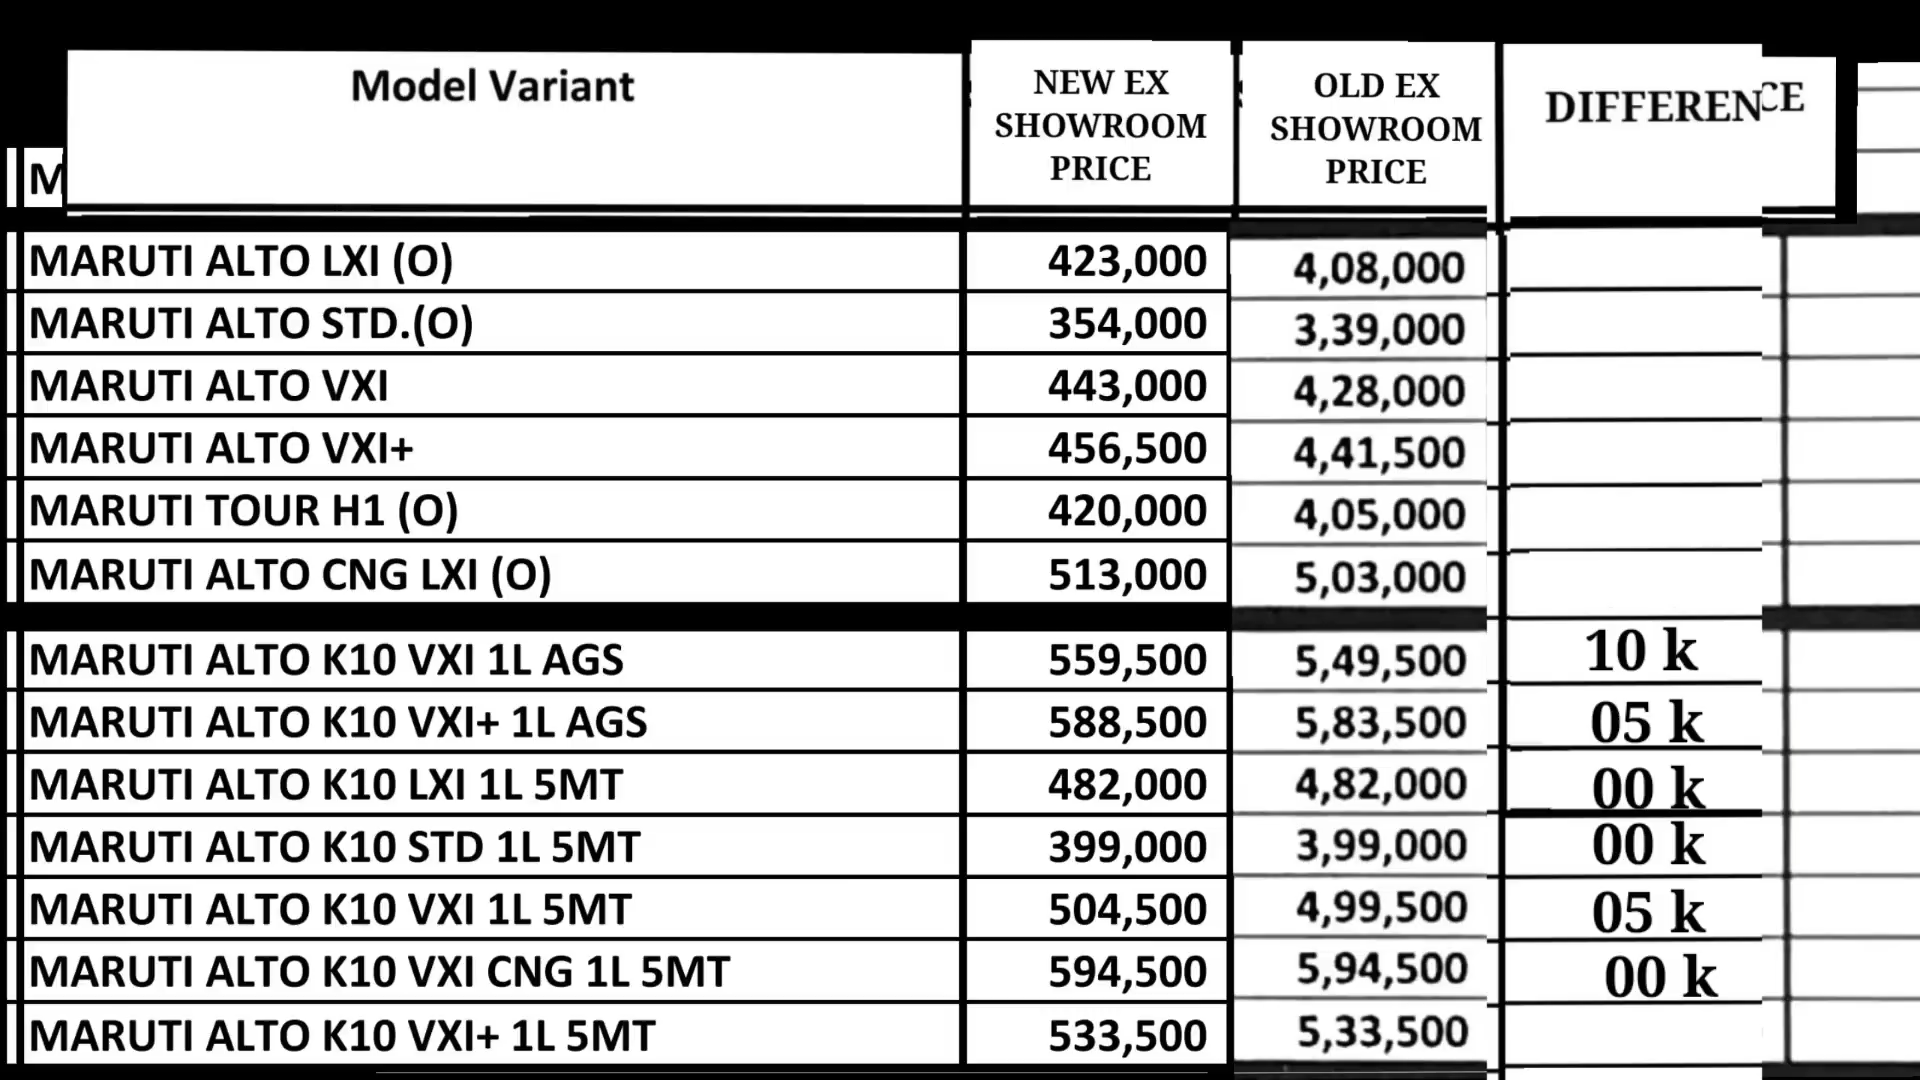 Model Variant NEW EX SHOWROOM PRICE OLD EX SHOWROOM PRICE DIFFERENCE
M
MARUTI ALTO LXI (O) 423,000 4,08,000
MARUTI ALTO STD.(O) 354,000 3,39,000
MARUTI ALTO VXI 443,000 4,28,000
MARUTI ALTO VXI+ 456,500 4,41,500
MARUTI TOUR H1 (O) 420,000 4,05,000
MARUTI ALTO CNG LXI (O) 513,000 5,03,000
MARUTI ALTO K10 VXI 1L AGS 559,500 5,49,500 10 k
MARUTI ALTO K10 VXI+ 1L AGS 588,500 5,83,500 05 k
MARUTI ALTO K10 LXI 1L 5MT 482,000 4,82,000 00 k
MARUTI ALTO K10 STD 1L 5MT 399,000 3,99,000 00 k
MARUTI ALTO K10 VXI 1L 5MT 504,500 4,99,500 05 k
MARUTI ALTO K10 VXI CNG 1L 5MT 594,500 5,94,500 00 k
MARUTI ALTO K10 VXI+ 1L 5MT 533,500 5,33,500